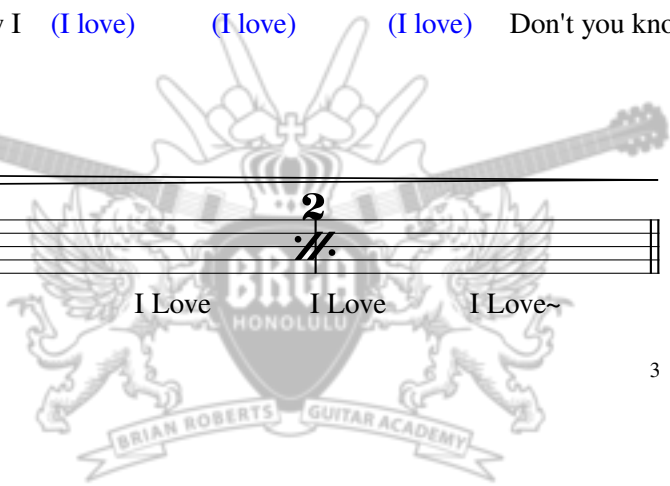 I (I love) (I love) (I love) Don't you kno
2
BRGA
HONOLULU
I Love I Love I Love~
3
BRIAN ROBERTS GUITAR ACADEMY